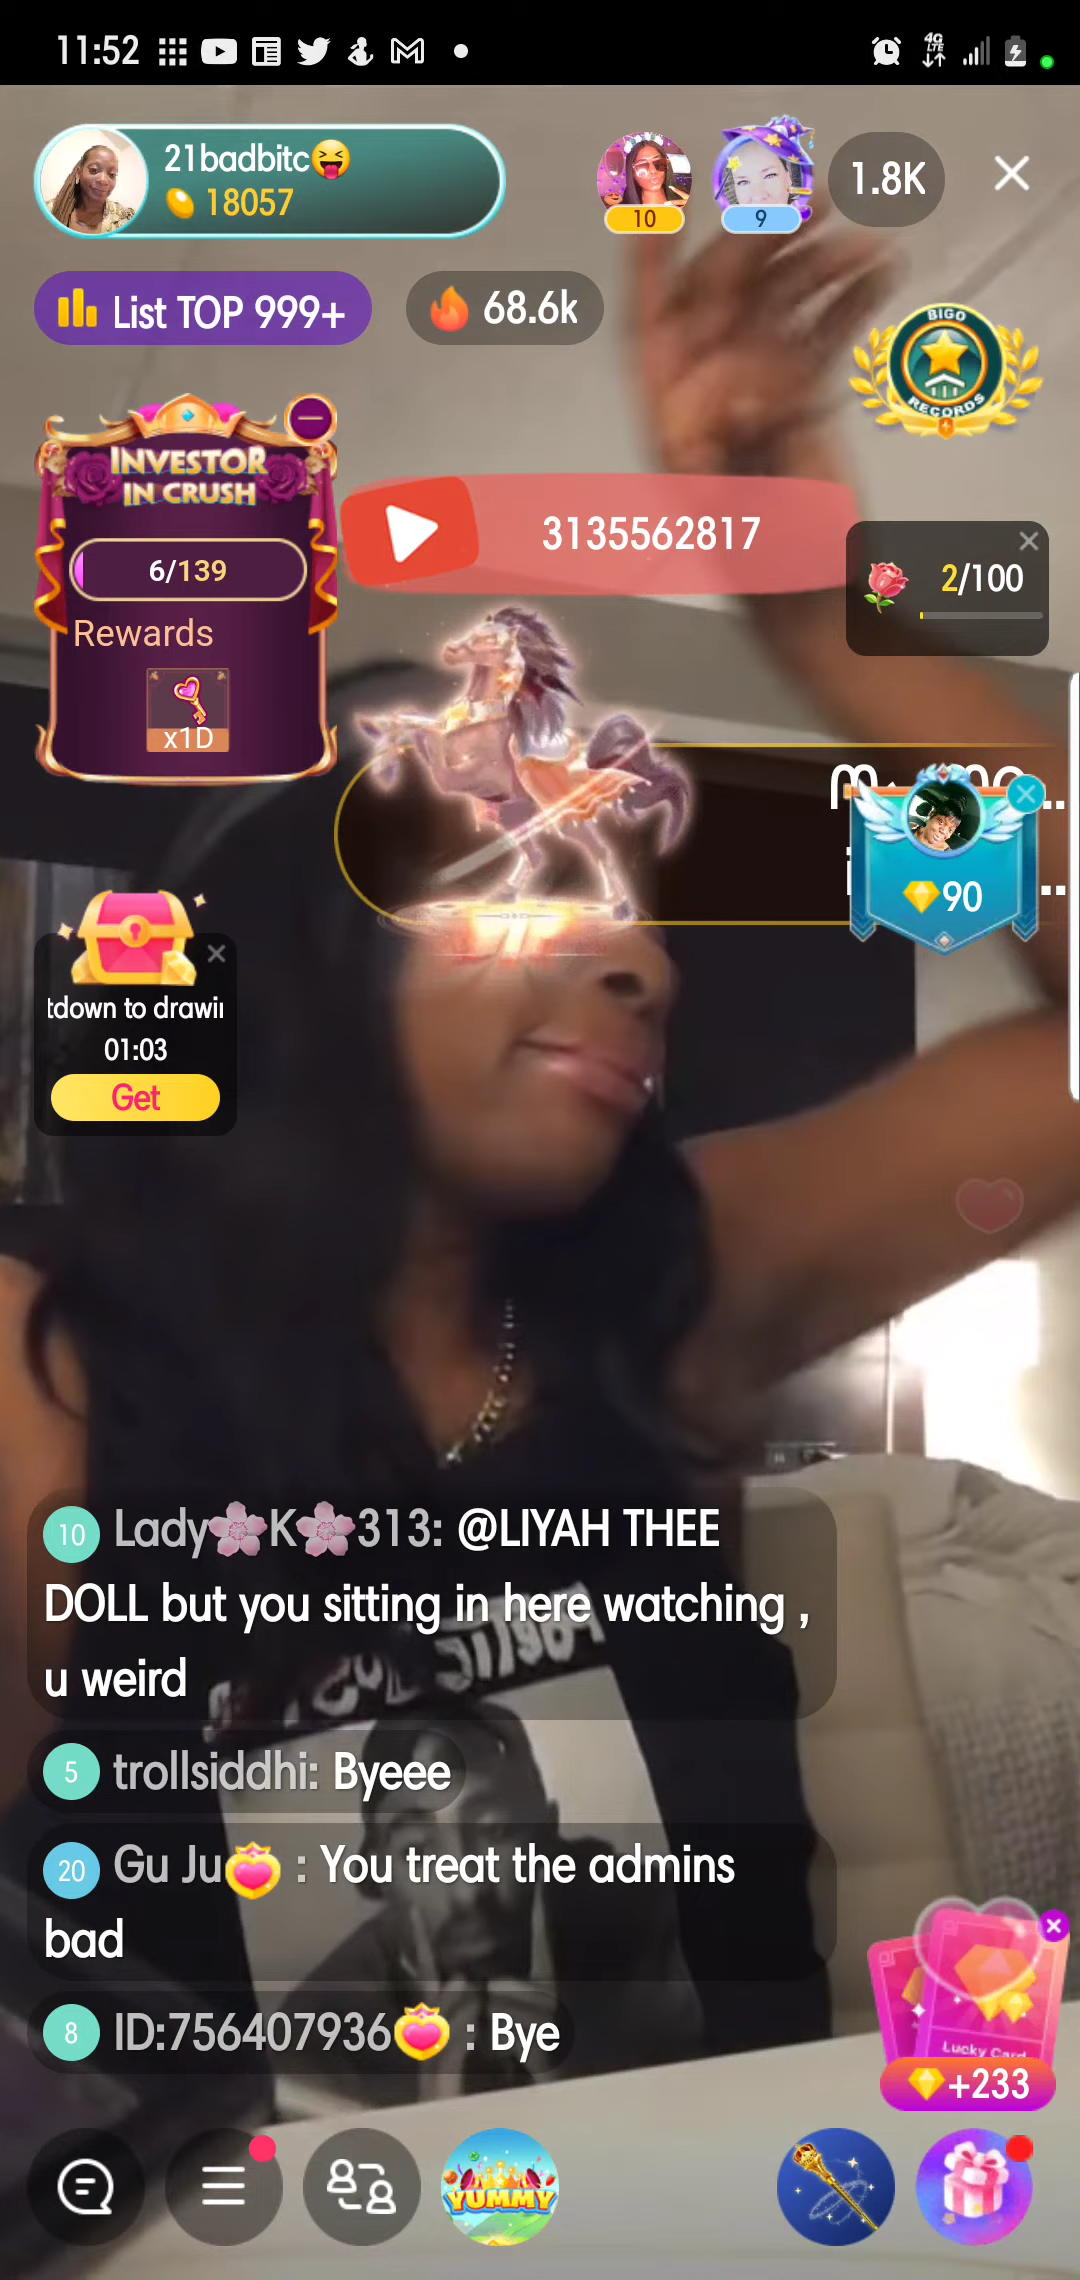 11:52
4G
LTE
21badbitc😝
18057
10
9
1.8K
List TOP 999+
68.6k
BIGO
RECORDS
INVESTOR
IN CRUSH
6/139
Rewards
x1D
3135562817
2/100
90
tdown to drawin
01:03
Get
10 Lady🌸K🌸313: @LIYAH THEE
DOLL but you sitting in here watching ,
u weird
5 trollsiddhi: Byeee
20 Gu Ju : You treat the admins
bad
8 ID:756407936 : Bye
Lucky Card
+233
YUMMY